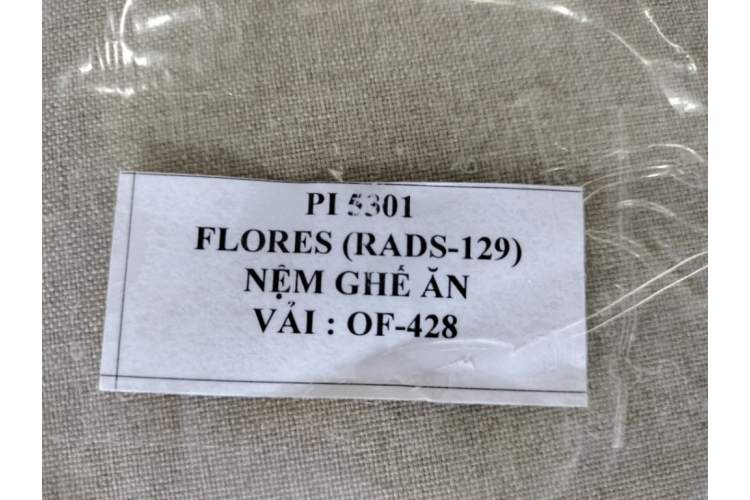 PI 5301
FLORES (RADS-129)
NỆM GHẾ ĂN
VẢI : OF-428